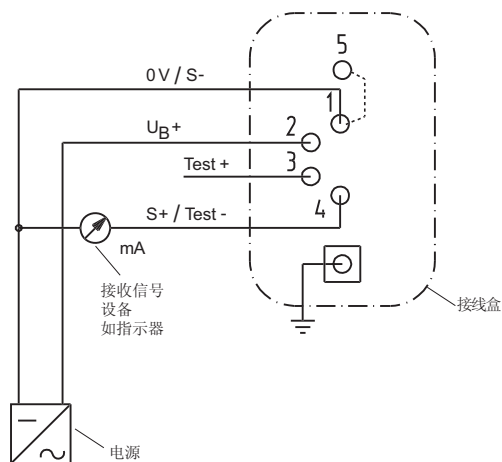 5
0 V / S-
1
UB+
2
Test +
3
S+ / Test -
4
mA
接收信号
设备
如指示器
接线盒
电源